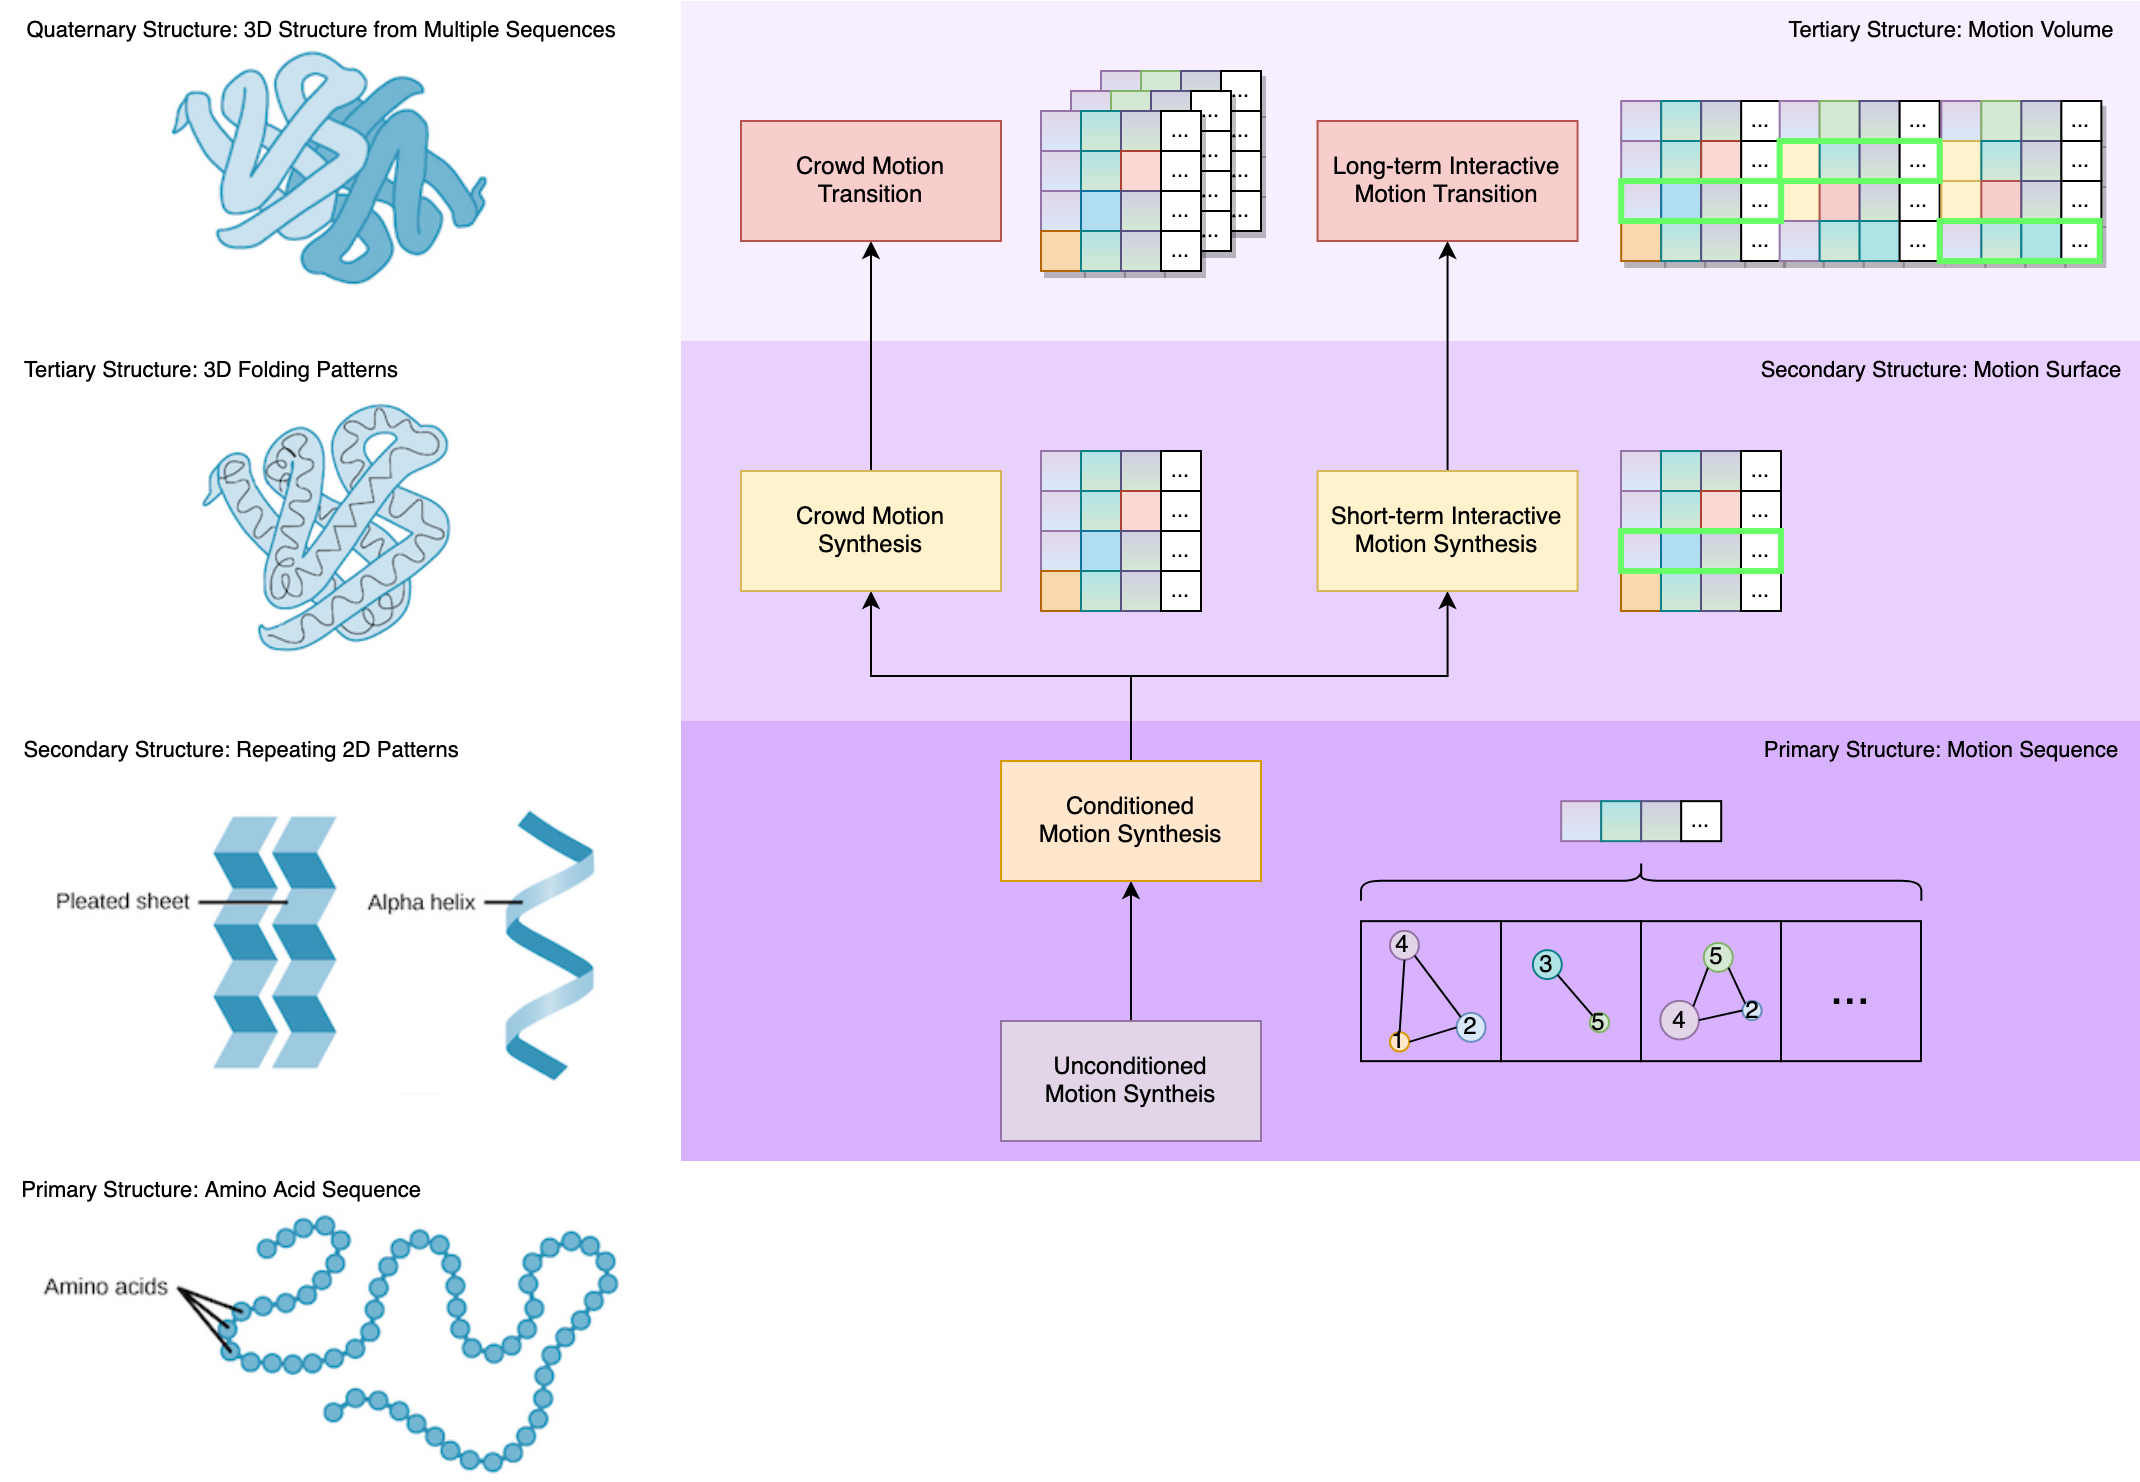 Quaternary Structure: 3D Structure from Multiple Sequences
Tertiary Structure: Motion Volume
Crowd Motion
Transition
...
...
...
...
...
...
...
...
...
...
...
Long-term Interactive
Motion Transition
... ... ...
... ... ...
... ... ...
... ... ...
Tertiary Structure: 3D Folding Patterns
Secondary Structure: Motion Surface
Crowd Motion
Synthesis
...
...
...
...
Short-term Interactive
Motion Synthesis
...
...
...
...
Secondary Structure: Repeating 2D Patterns
Pleated sheet
Alpha helix
Primary Structure: Motion Sequence
Conditioned
Motion Synthesis
...
4
1
2
3
5
5
4
2
...
Unconditioned
Motion Syntheis
Primary Structure: Amino Acid Sequence
Amino acids